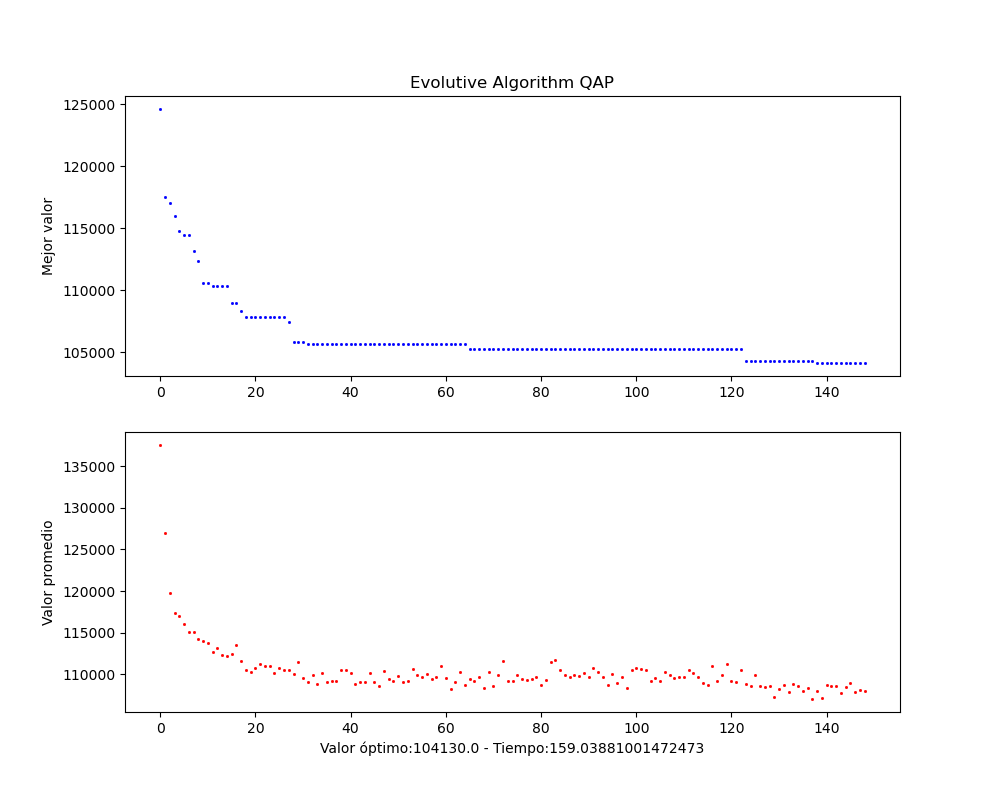 Evolutive Algorithm QAP
125000
120000
115000
110000
105000
Mejor valor
0 20 40 60 80 100 120 140
135000
130000
125000
120000
115000
110000
Valor promedio
0 20 40 60 80 100 120 140
Valor óptimo:104130.0 - Tiempo:159.03881001472473